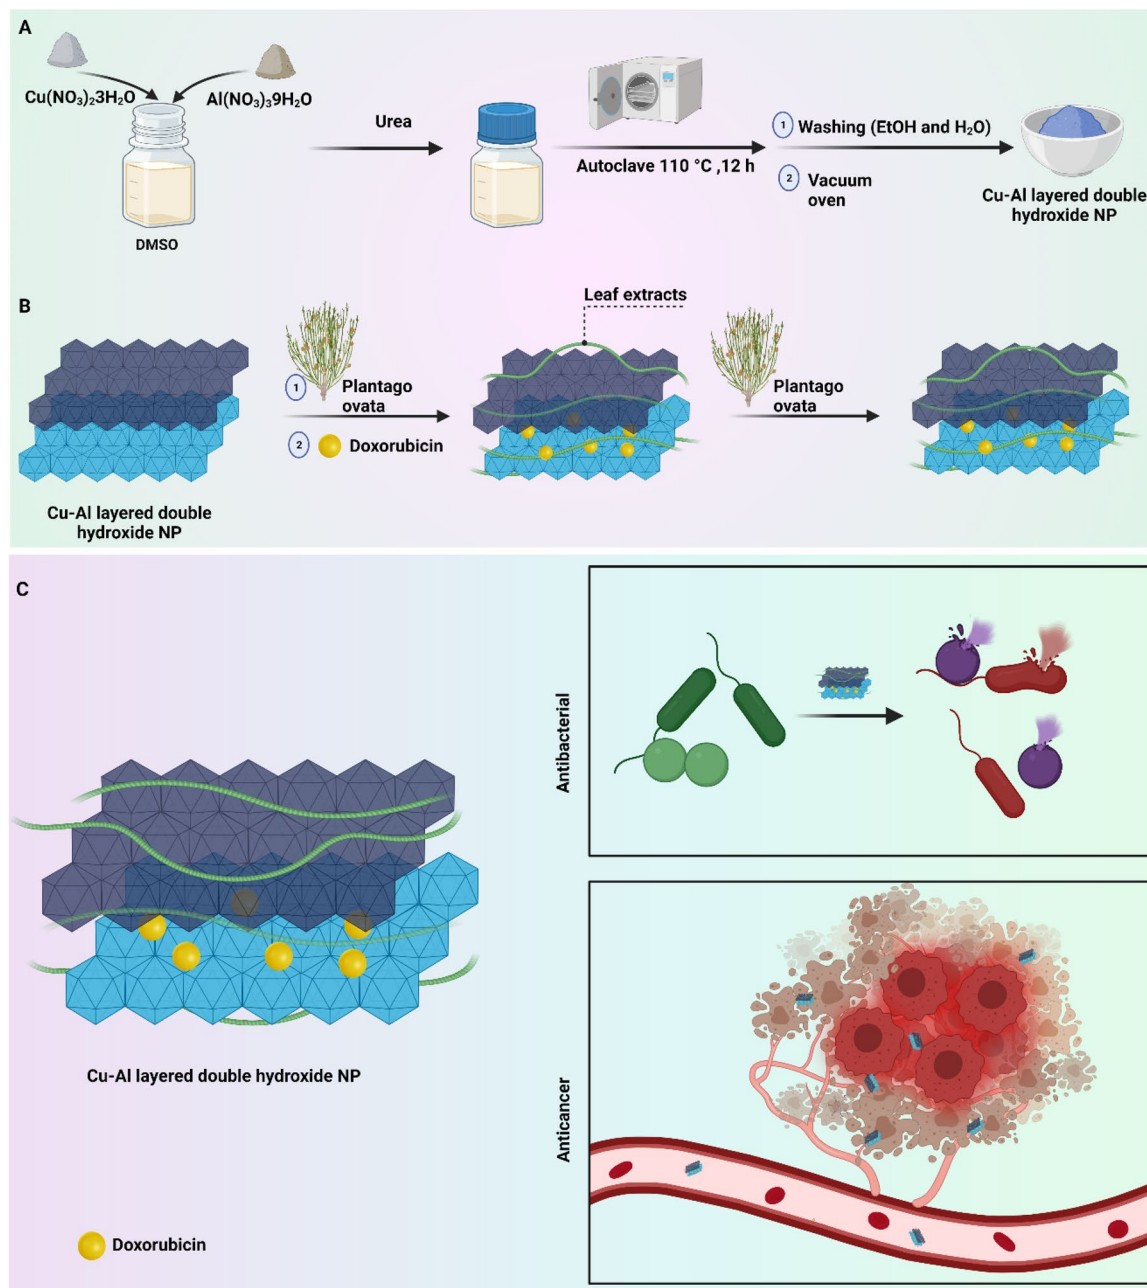 A
Cu(NO₃)₂3H₂O
Al(NO₃)₃9H₂O
DMSO
Urea
Autoclave 110 °C ,12 h
1 Washing (EtOH and H₂O)
2 Vacuum
oven
Cu-Al layered double
hydroxide NP
B
Cu-Al layered double
hydroxide NP
1 Plantago
ovata
2 Doxorubicin
Leaf extracts
Plantago
ovata
C
Cu-Al layered double hydroxide NP
Doxorubicin
Antibacterial
Anticancer